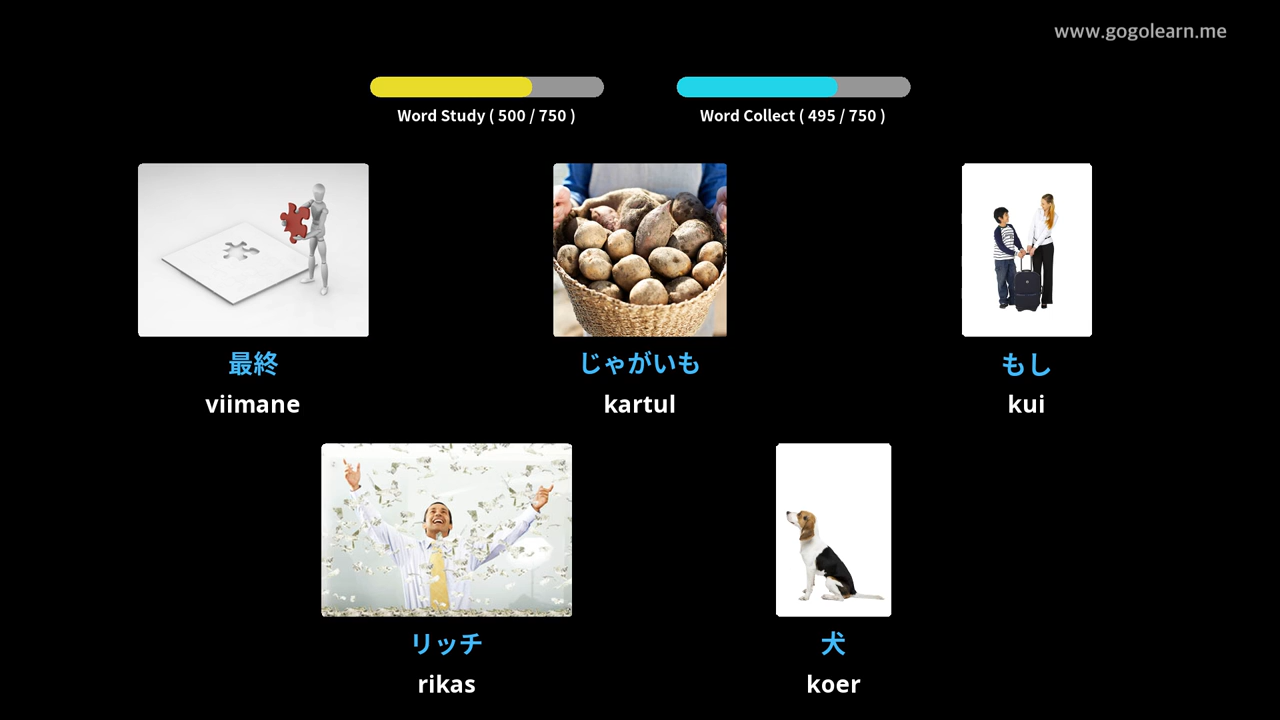 www.gogolearn.me
Word Study ( 500 / 750 )
Word Collect ( 495 / 750 )
最終
viimane
じゃがいも
kartul
もし
kui
リッチ
rikas
犬
koer